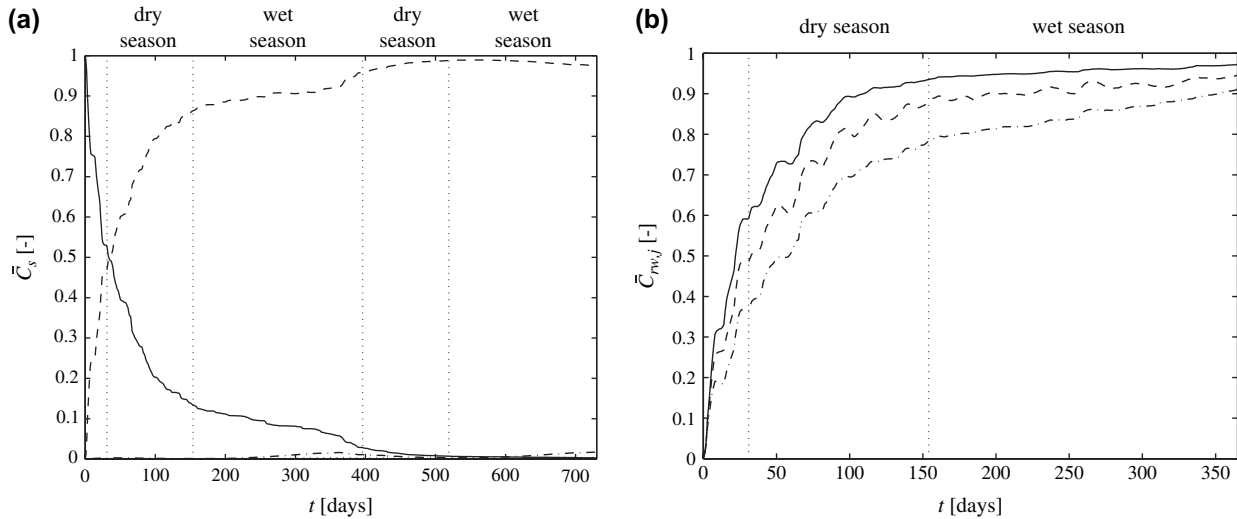 (a)
dry season
wet season
dry season
wet season
1
0.9
0.8
0.7
0.6
0.5
0.4
0.3
0.2
0.1
0
C̄s [-]
0 100 200 300 400 500 600 700
t [days]
(b)
dry season
wet season
1
0.9
0.8
0.7
0.6
0.5
0.4
0.3
0.2
0.1
0
C̄rw,j [-]
0 50 100 150 200 250 300 350
t [days]